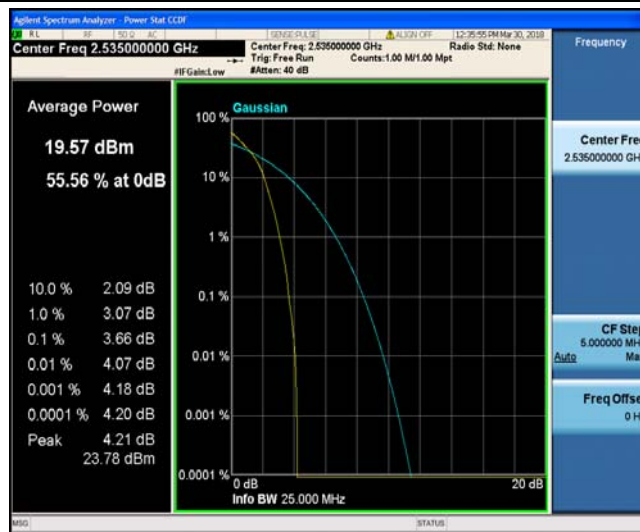 Agilent Spectrum Analyzer - Power Stat CCDF
RL RF 50 Ω AC SENSE:PULSE ALIGN OFF 12:35:55 PM Mar 30, 2018
Center Freq 2.535000000 GHz
Center Freq: 2.535000000 GHz Radio Std: None
Trig: Free Run Counts:1.00 M/1.00 Mpt
#IFGain:Low #Atten: 40 dB
Frequency
Average Power
19.57 dBm
55.56 % at 0dB
10.0 % 2.09 dB
1.0 % 3.07 dB
0.1 % 3.66 dB
0.01 % 4.07 dB
0.001 % 4.18 dB
0.0001 % 4.20 dB
Peak 4.21 dB
23.78 dBm
Gaussian
100 %
10 %
1 %
0.1 %
0.01 %
0.001 %
0.0001 %
0 dB 20 dB
Info BW 25.000 MHz
Center Fre
2.535000000 GH
CF Step
5.000000 MH
Auto Ma
Freq Offse
0 H
MSG STATUS